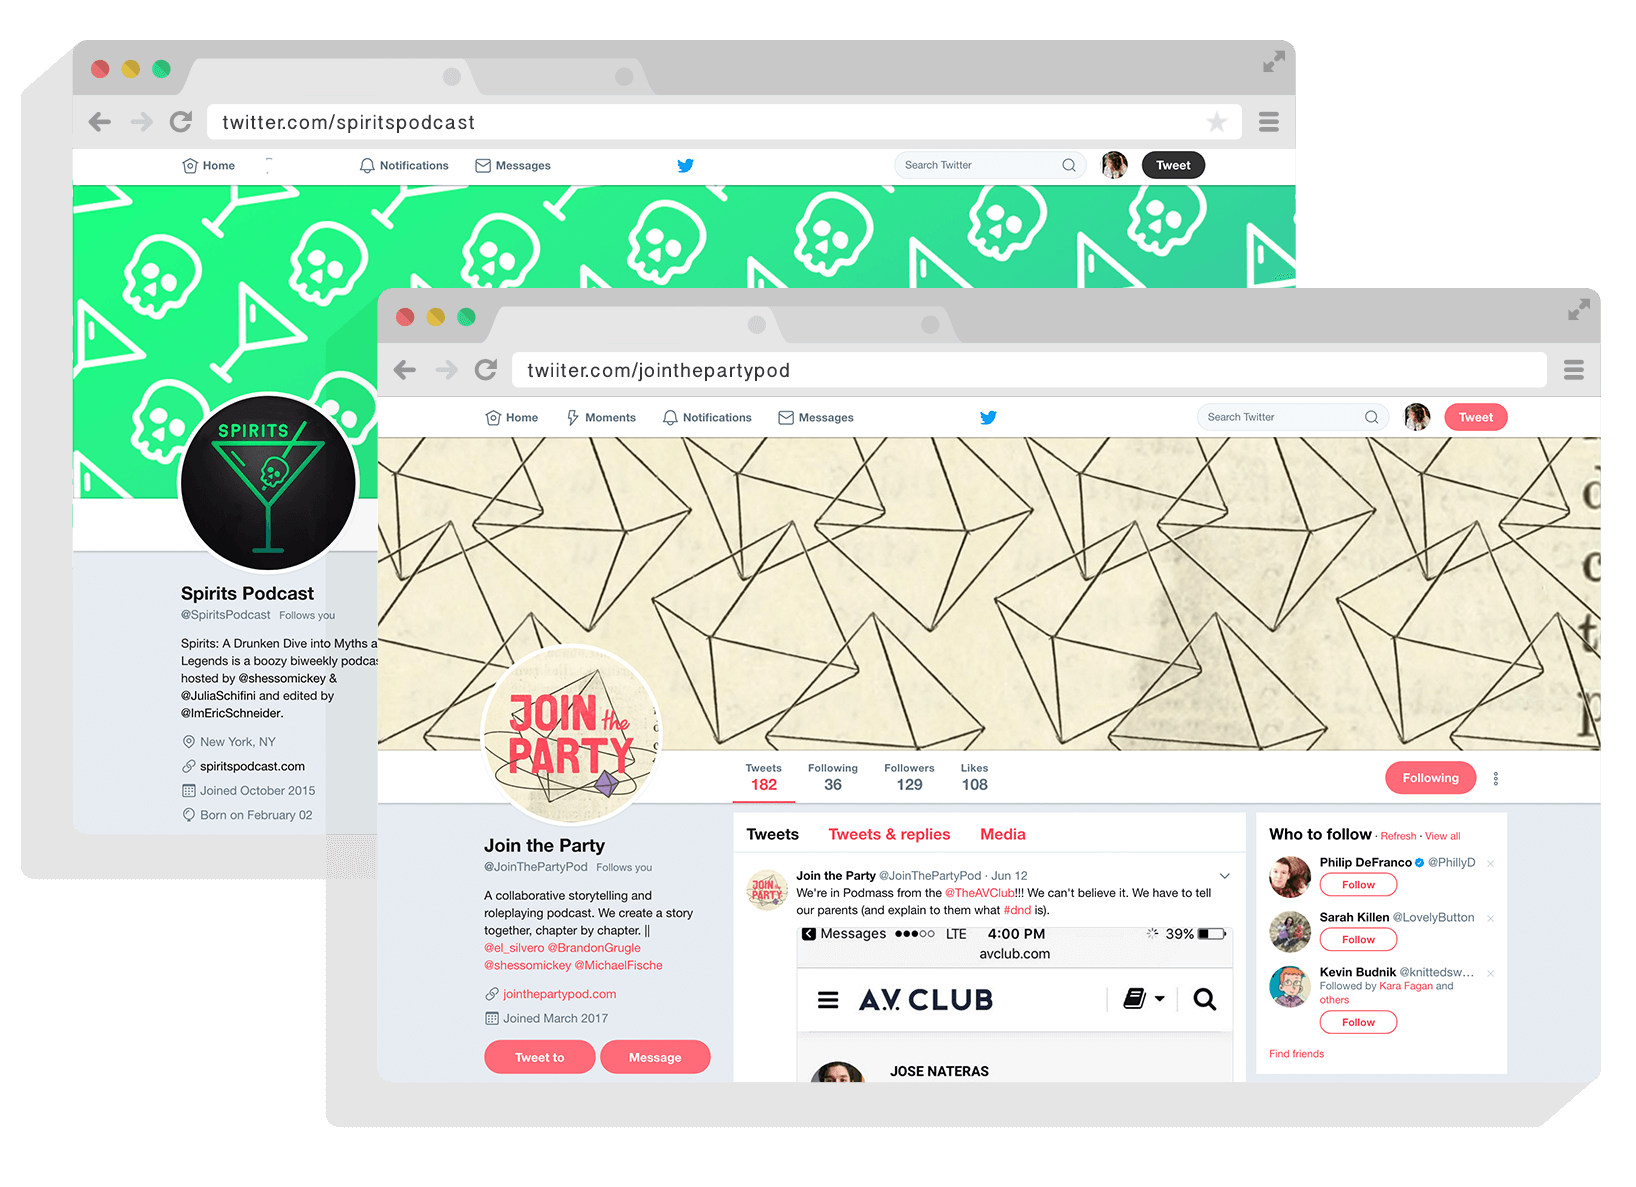 twitter.com/spiritspodcast
Home
Notifications
Messages
Search Twitter
Tweet
SPIRITS
Spirits Podcast
@SpiritsPodcast Follows you
Spirits: A Drunken Dive into Myths a
Legends is a boozy biweekly podcas
hosted by @shessomickey &
@JuliaSchifini and edited by
@ImEricSchneider.
New York, NY
spiritspodcast.com
Joined October 2015
Born on February 02
twiiter.com/jointhepartypod
Home
Moments
Notifications
Messages
Search Twitter
Tweet
d
c
t
p
JOIN the
PARTY
Tweets
182
Following
36
Followers
129
Likes
108
Following
Join the Party
@JoinThePartyPod Follows you
A collaborative storytelling and
roleplaying podcast. We create a story
together, chapter by chapter. ||
@el_silvero @BrandonGrugle
@shessomickey @MichaelFische
jointhepartypod.com
Joined March 2017
Tweet to
Message
Tweets
Tweets & replies
Media
JOIN the
PARTY
Join the Party @JoinThePartyPod · Jun 12
We're in Podmass from the @TheAVClub!!! We can't believe it. We have to tell
our parents (and explain to them what #dnd is).
Messages LTE 4:00 PM 39%
avclub.com
A.V. CLUB
JOSE NATERAS
Who to follow · Refresh · View all
Philip DeFranco @PhillyD
Follow
Sarah Killen @LovelyButton
Follow
Kevin Budnik @knittedsw...
Followed by Kara Fagan and
others
Follow
Find friends